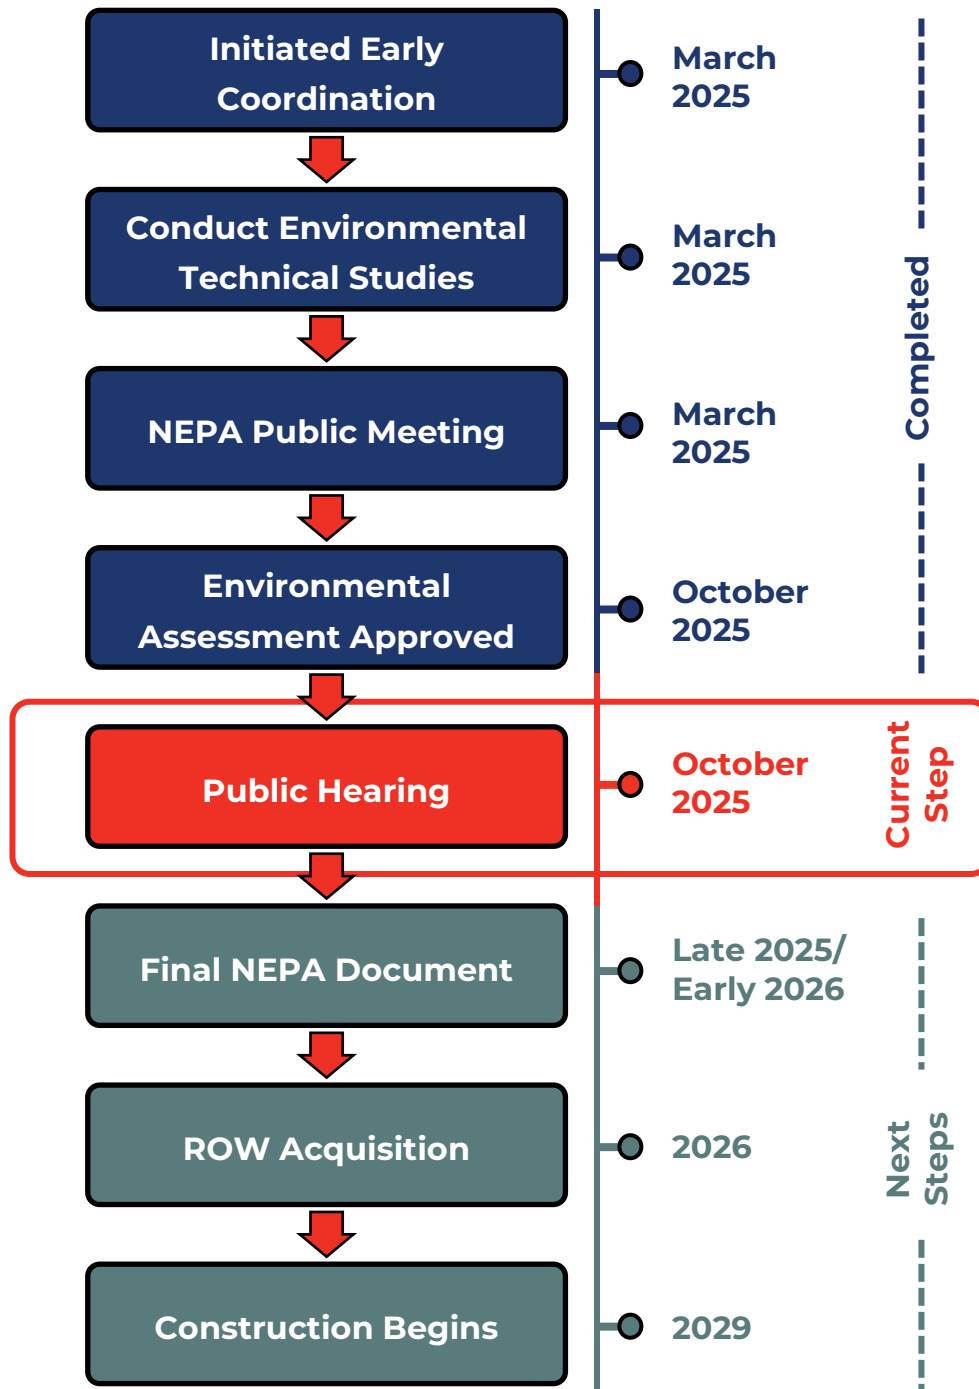 Initiated Early
Coordination
March
2025
Conduct Environmental
Technical Studies
March
2025
NEPA Public Meeting
March
2025
Environmental
Assessment Approved
October
2025
Completed
Public Hearing
October
2025
Current
Step
Final NEPA Document
Late 2025/
Early 2026
ROW Acquisition
2026
Construction Begins
2029
Next
Steps